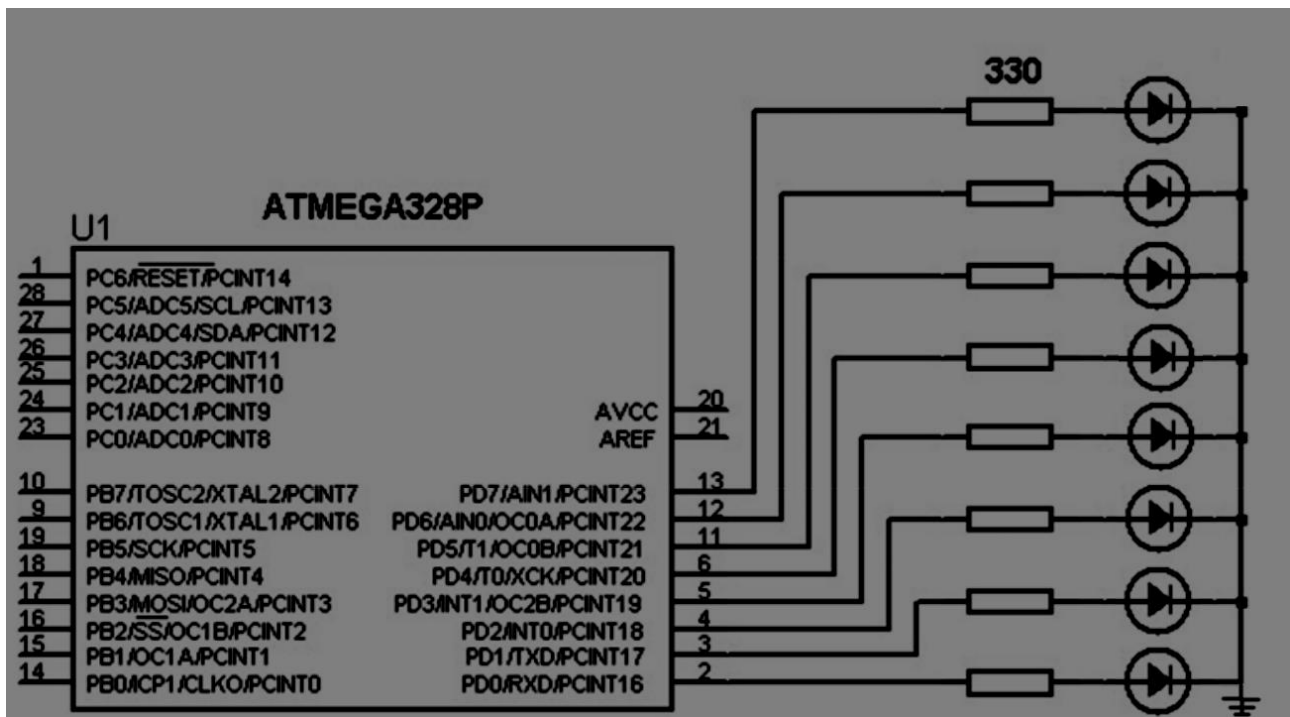 330
ATMEGA328P
U1
1 PC6/RESET/PCINT14
28 PC5/ADC5/SCL/PCINT13
27 PC4/ADC4/SDA/PCINT12
26 PC3/ADC3/PCINT11
25 PC2/ADC2/PCINT10
24 PC1/ADC1/PCINT9 AVCC 20
23 PC0/ADC0/PCINT8 AREF 21
10 PB7/TOSC2/XTAL2/PCINT7 PD7/AIN1/PCINT23 13
9 PB6/TOSC1/XTAL1/PCINT6 PD6/AIN0/OC0A/PCINT22 12
19 PB5/SCK/PCINT5 PD5/T1/OC0B/PCINT21 11
18 PB4/MISO/PCINT4 PD4/T0/XCK/PCINT20 6
17 PB3/MOSI/OC2A/PCINT3 PD3/INT1/OC2B/PCINT19 5
16 PB2/SS/OC1B/PCINT2 PD2/INT0/PCINT18 4
15 PB1/OC1A/PCINT1 PD1/TXD/PCINT17 3
14 PB0/ICP1/CLKO/PCINT0 PD0/RXD/PCINT16 2